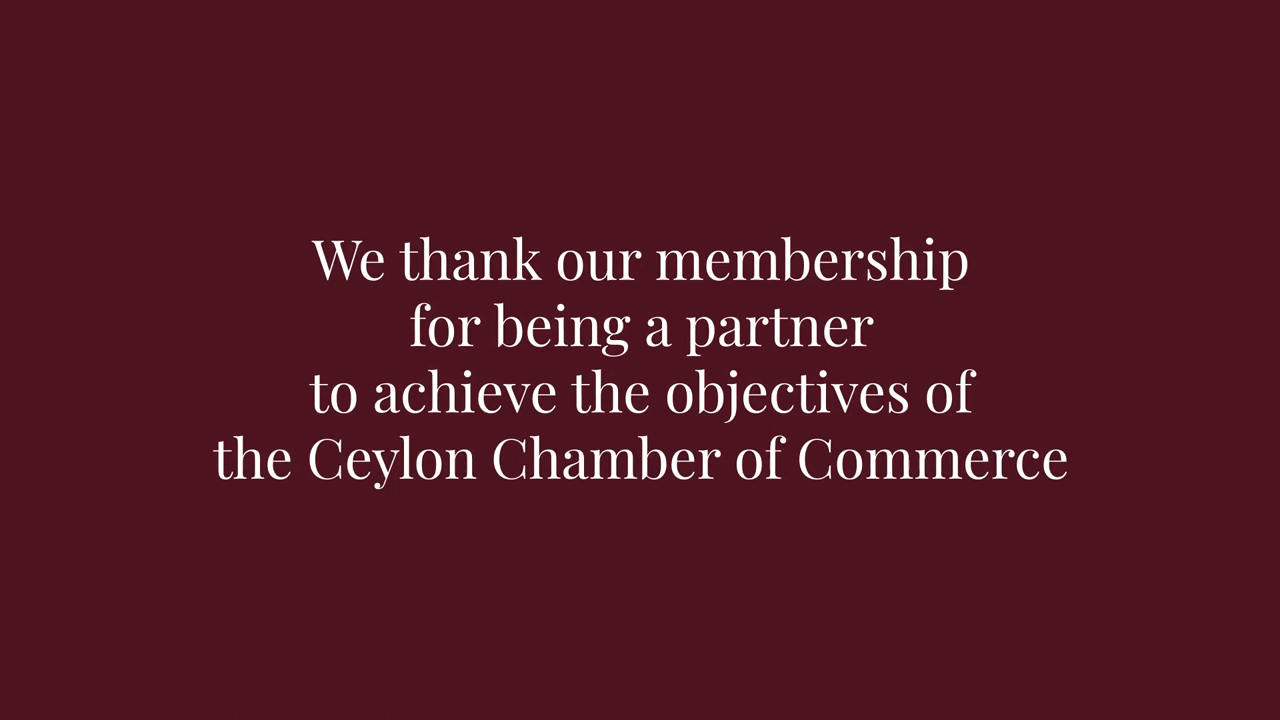 We thank our membership
for being a partner
to achieve the objectives of
the Ceylon Chamber of Commerce